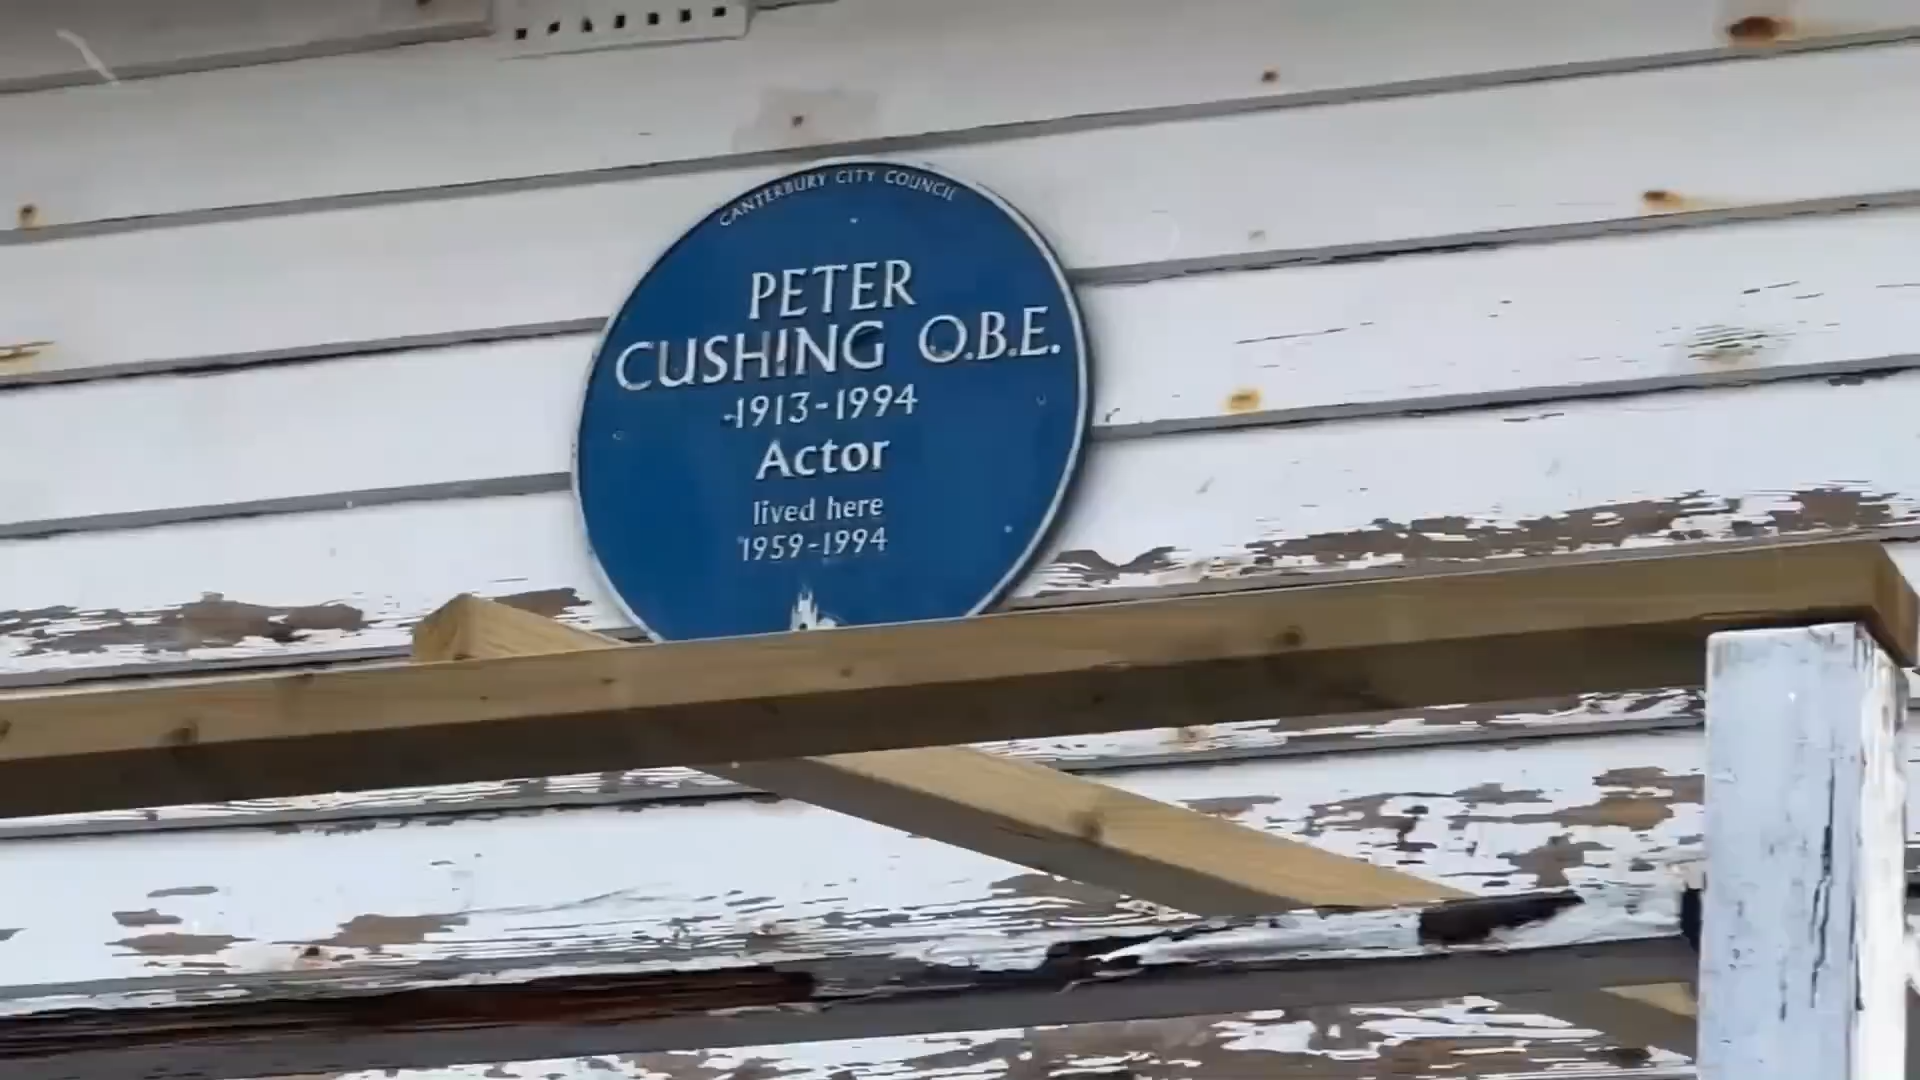 CANTERBURY CITY COUNCIL
PETER
CUSHING O.B.E.
1913-1994
Actor
lived here
1959-1994